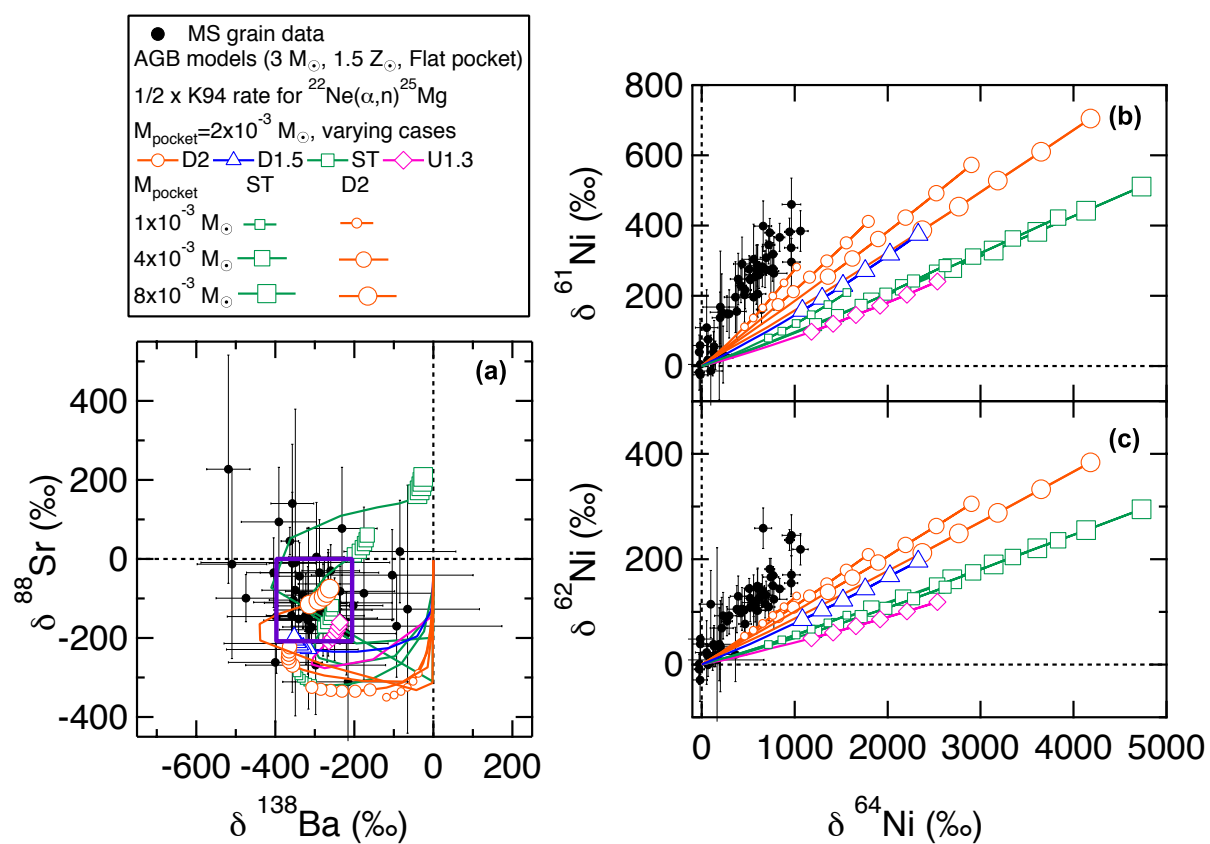 MS grain data
AGB models (3 M☉, 1.5 Z☉, Flat pocket)
1/2 x K94 rate for ²²Ne(α,n)²⁵Mg
M_pocket=2x10⁻³ M☉, varying cases
D2 D1.5 ST U1.3
M_pocket ST D2
1x10⁻³ M☉
4x10⁻³ M☉
8x10⁻³ M☉
(a)
400
200
0
-200
-400
δ ⁸⁸Sr (‰)
-600 -400 -200 0 200
δ ¹³⁸Ba (‰)
(b)
800
600
400
200
0
δ ⁶¹Ni (‰)
(c)
400
200
0
δ ⁶²Ni (‰)
0 1000 2000 3000 4000 5000
δ ⁶⁴Ni (‰)